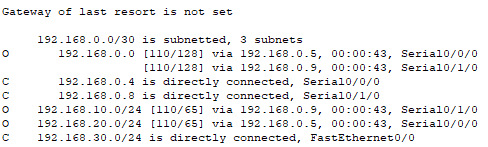 Gateway of last resort is not set
192.168.0.0/30 is subnetted, 3 subnets
O 192.168.0.0 [110/128] via 192.168.0.5, 00:00:43, Serial0/0/0
[110/128] via 192.168.0.9, 00:00:43, Serial0/1/0
C 192.168.0.4 is directly connected, Serial0/0/0
C 192.168.0.8 is directly connected, Serial0/1/0
O 192.168.10.0/24 [110/65] via 192.168.0.9, 00:00:43, Serial0/1/0
O 192.168.20.0/24 [110/65] via 192.168.0.5, 00:00:43, Serial0/0/0
C 192.168.30.0/24 is directly connected, FastEthernet0/0